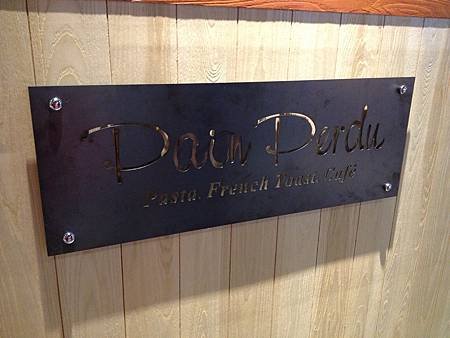 Pain Perdu
Pasta. French Toast. Café